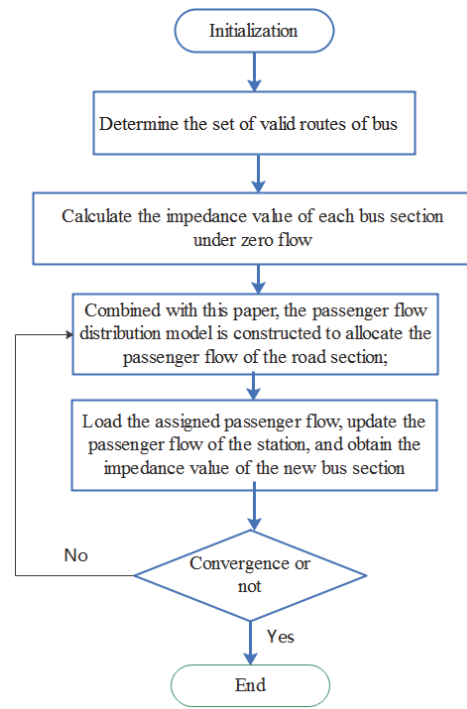 Initialization
Determine the set of valid routes of bus
Calculate the impedance value of each bus section
under zero flow
Combined with this paper, the passenger flow
distribution model is constructed to allocate the
passenger flow of the road section;
Load the assigned passenger flow, update the
passenger flow of the station, and obtain the
impedance value of the new bus section
No
Convergence or
not
Yes
End